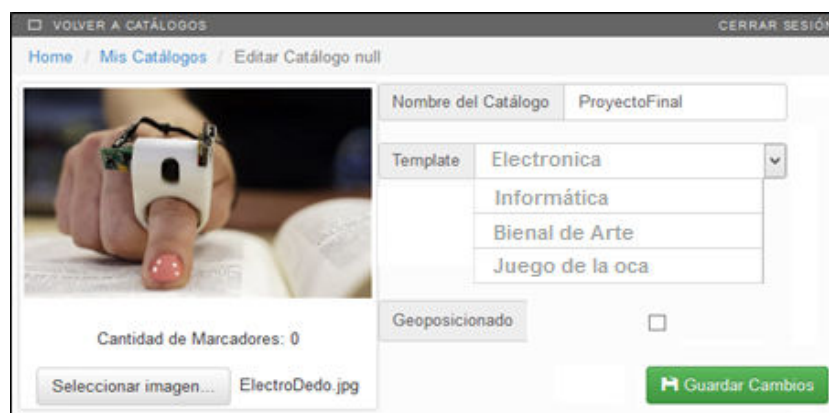 VOLVER A CATÁLOGOS
CERRAR SESIÓN
Home / Mis Catálogos / Editar Catálogo null
Nombre del Catálogo ProyectoFinal
Template Electronica
Informática
Bienal de Arte
Juego de la oca
Geoposicionado
Cantidad de Marcadores: 0
Seleccionar imagen... ElectroDedo.jpg
Guardar Cambios